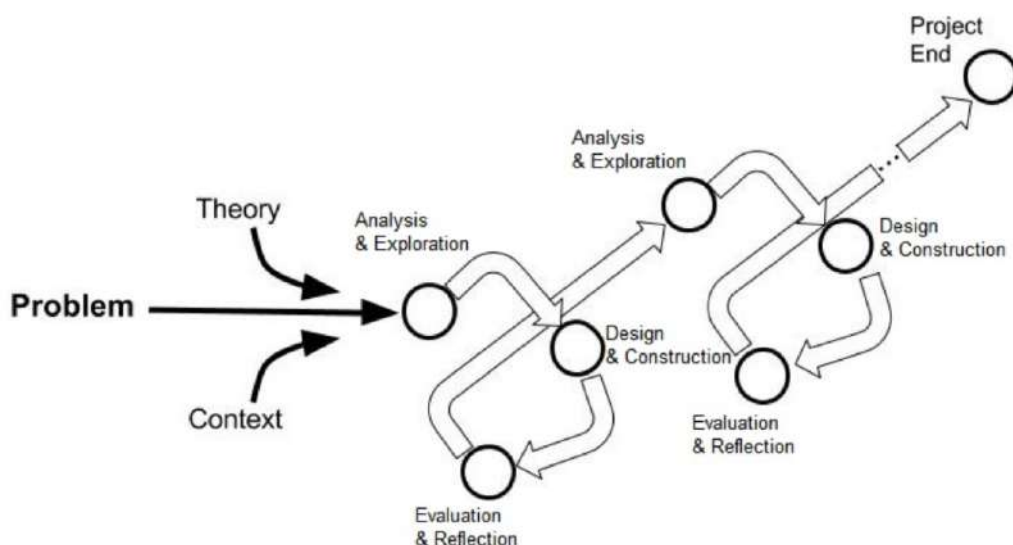 Project
End
Analysis
& Exploration
Theory
Analysis
& Exploration
Design
& Construction
Problem
Design
& Construction
Context
Evaluation
& Reflection
Evaluation
& Reflection